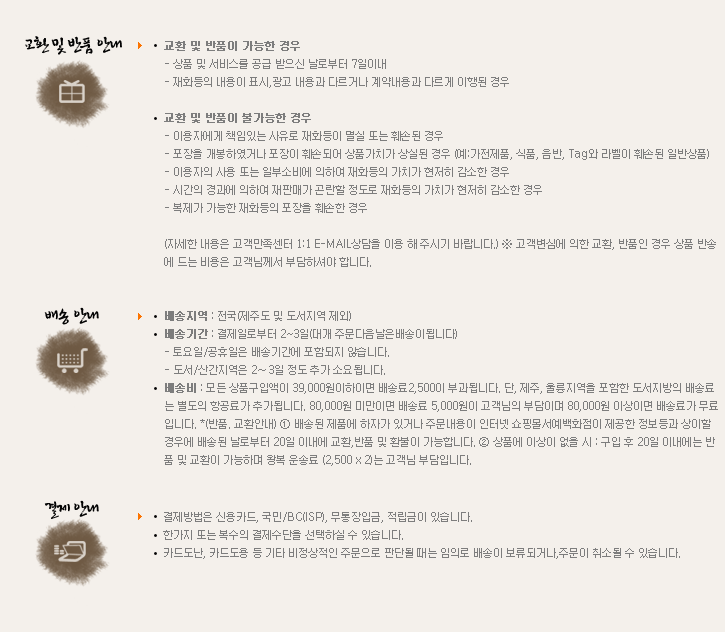 교환 및 반품 안내
• 교환 및 반품이 가능한 경우
- 상품 및 서비스를 공급 받으신 날로부터 7일이내
- 재화등의 내용이 표시,광고 내용과 다르거나 계약내용과 다르게 이행된 경우
• 교환 및 반품이 불가능한 경우
- 이용자에게 책임있는 사유로 재화등이 멸실 또는 훼손된 경우
- 포장을 개봉하였거나 포장이 훼손되어 상품가치가 상실된 경우 (예:가전제품, 식품, 음반, Tag와 라벨이 훼손된 일반상품)
- 이용자의 사용 또는 일부소비에 의하여 재화등의 가치가 현저히 감소한 경우
- 시간의 경과에 의하여 재판매가 곤란할 정도로 재화등의 가치가 현저히 감소한 경우
- 복제가 가능한 재화등의 포장을 훼손한 경우
(자세한 내용은 고객만족센터 1:1 E-MAIL상담을 이용 해 주시기 바랍니다.) ※ 고객변심에 의한 교환, 반품인 경우 상품 반송
에 드는 비용은 고객님께서 부담하셔야 합니다.
배송 안내
• 배송지역 : 전국(제주도 및 도서지역 제외)
• 배송기간 : 결제일로부터 2~3일(대개 주문다음날은배송이됩니다)
- 토요일/공휴일은 배송기간에 포함되지 않습니다.
- 도서/산간지역은 2~3일 정도 추가 소요됩니다.
• 배송비 : 모든 상품구입액이 39,000원이하이면 배송료2,500이 부과됩니다. 단, 제주, 울릉지역을 포함한 도서지방의 배송료
는 별도의 항공료가 추가됩니다. 80,000원 미만이면 배송료 5,000원이 고객님의 부담이며 80,000원 이상이면 배송료가 무료
입니다. *(반품, 교환안내) ① 배송된 제품에 하자가 있거나 주문내용이 인터넷 쇼핑몰서예백화점이 제공한 정보등과 상이할
경우에 배송된 날로부터 20일 이내에 교환,반품 및 환불이 가능합니다. ② 상품에 이상이 없을 시 : 구입 후 20일 이내에는 반
품 및 교환이 가능하며 왕복 운송료 (2,500 x 2)는 고객님 부담입니다.
결제 안내
• 결제방법은 신용카드, 국민/BC(ISP), 무통장입금, 적립금이 있습니다.
• 한가지 또는 복수의 결제수단을 선택하실 수 있습니다.
• 카드도난, 카드도용 등 기타 비정상적인 주문으로 판단될 때는 임의로 배송이 보류되거나,주문이 취소될 수 있습니다.